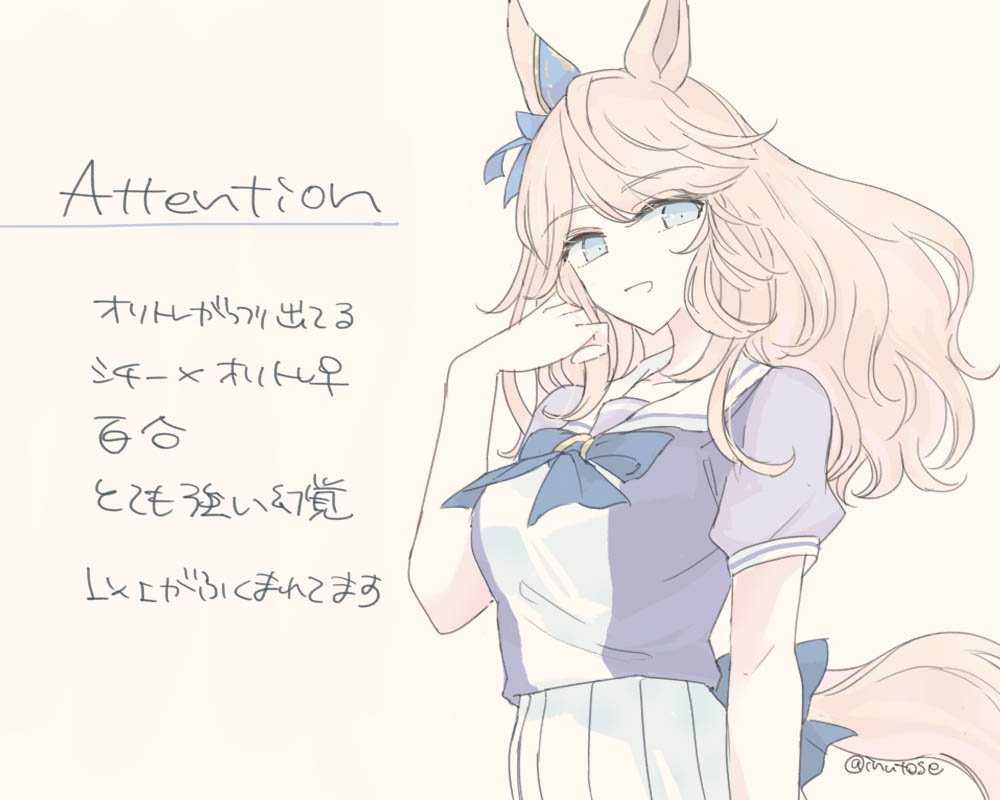 Attention
オリトレががっつり出てる
シチー×オリトレ♀
百合
とても強い幻覚
以上がふくまれてます
@inutose